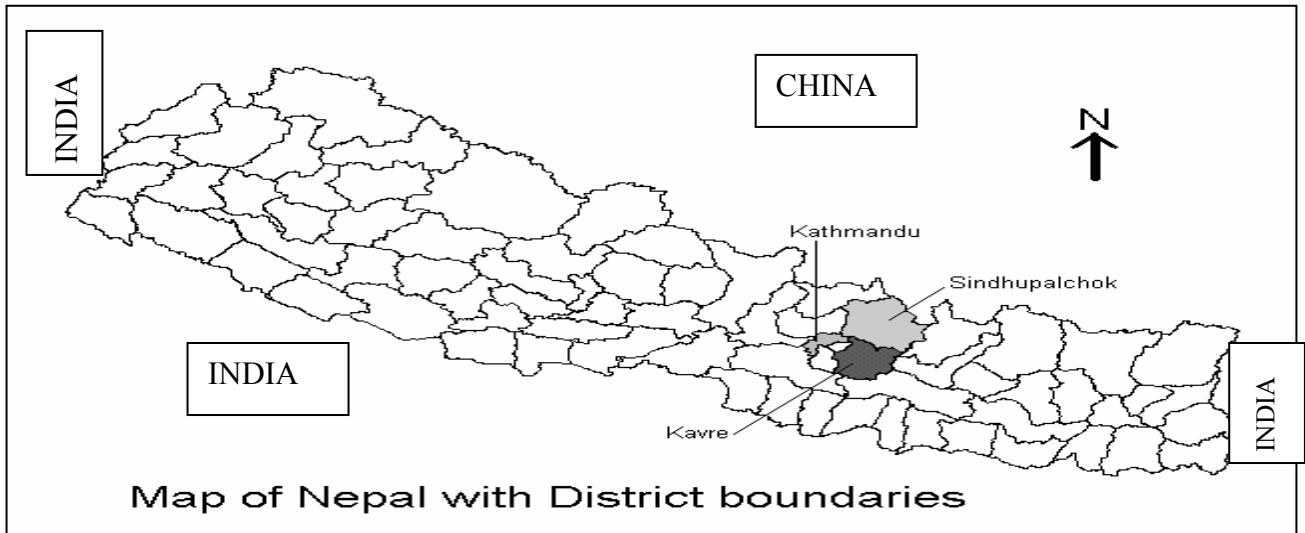 INDIA
CHINA
N
Kathmandu
Sindhupalchok
INDIA
INDIA
Kavre
Map of Nepal with District boundaries